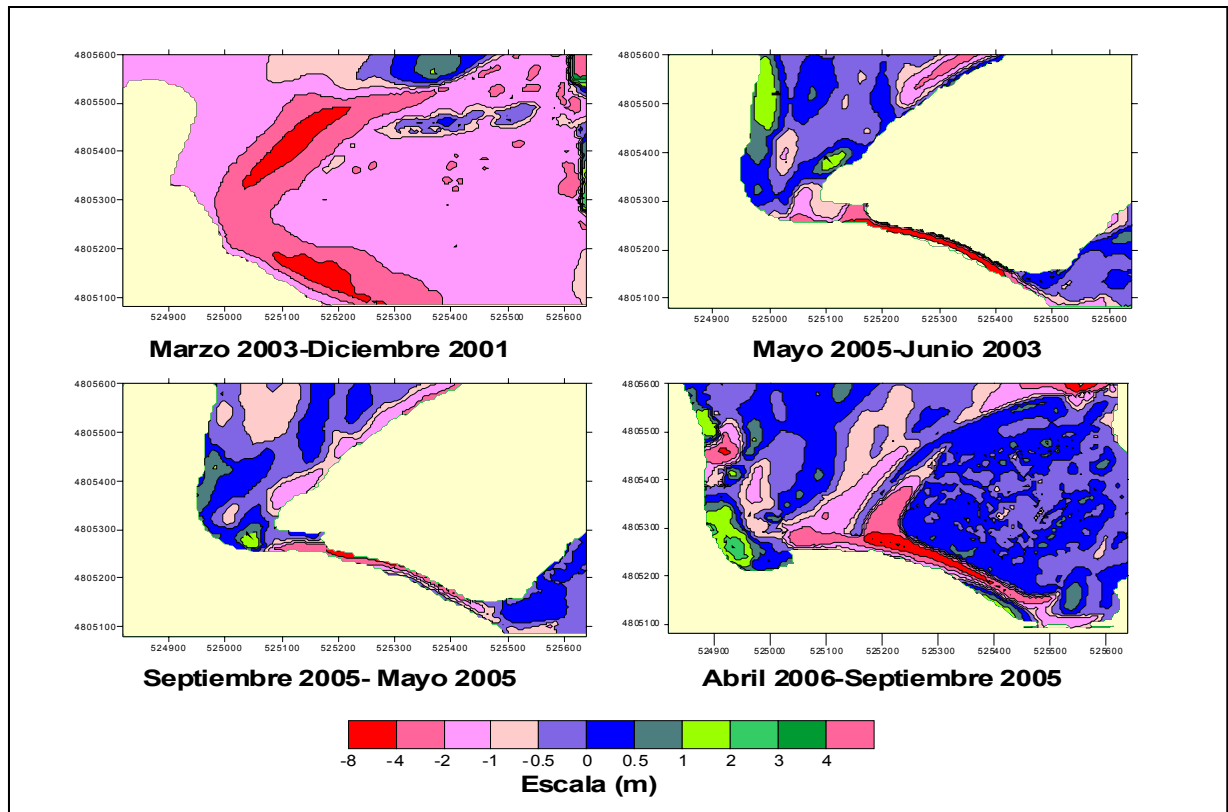 4805600
4805500
4805400
4805300
4805200
4805100
524900 525000 525100 525200 525300 525400 525500 525600
Marzo 2003-Diciembre 2001
4805600
4805500
4805400
4805300
4805200
4805100
524900 525000 525100 525200 525300 525400 525500 525600
Mayo 2005-Junio 2003
4805600
4805500
4805400
4805300
4805200
4805100
524900 525000 525100 525200 525300 525400 525500 525600
Septiembre 2005- Mayo 2005
4805600
4805500
4805400
4805300
4805200
4805100
524900 525000 525100 525200 525300 525400 525500 525600
Abril 2006-Septiembre 2005
-8 -4 -2 -1 -0.5 0 0.5 1 2 3 4
Escala (m)